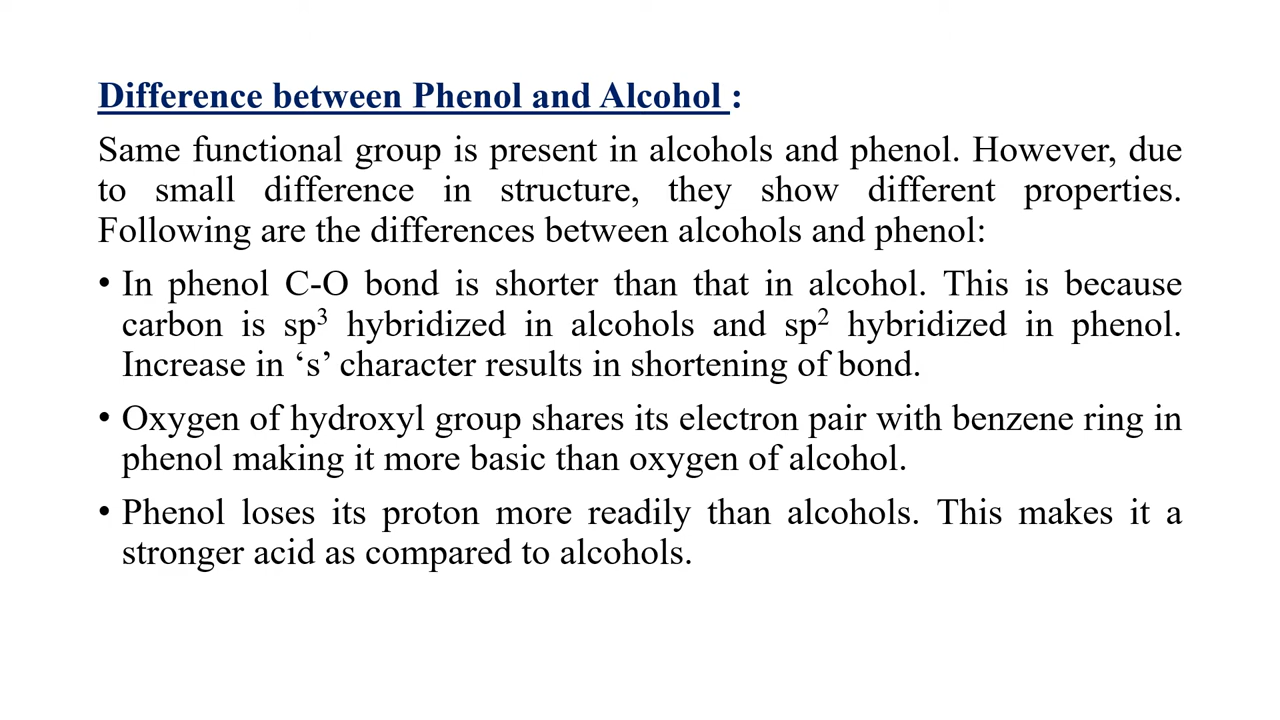 Difference between Phenol and Alcohol :
Same functional group is present in alcohols and phenol. However, due
to small difference in structure, they show different properties.
Following are the differences between alcohols and phenol:
• In phenol C-O bond is shorter than that in alcohol. This is because
carbon is sp³ hybridized in alcohols and sp² hybridized in phenol.
Increase in ‘s’ character results in shortening of bond.
• Oxygen of hydroxyl group shares its electron pair with benzene ring in
phenol making it more basic than oxygen of alcohol.
• Phenol loses its proton more readily than alcohols. This makes it a
stronger acid as compared to alcohols.